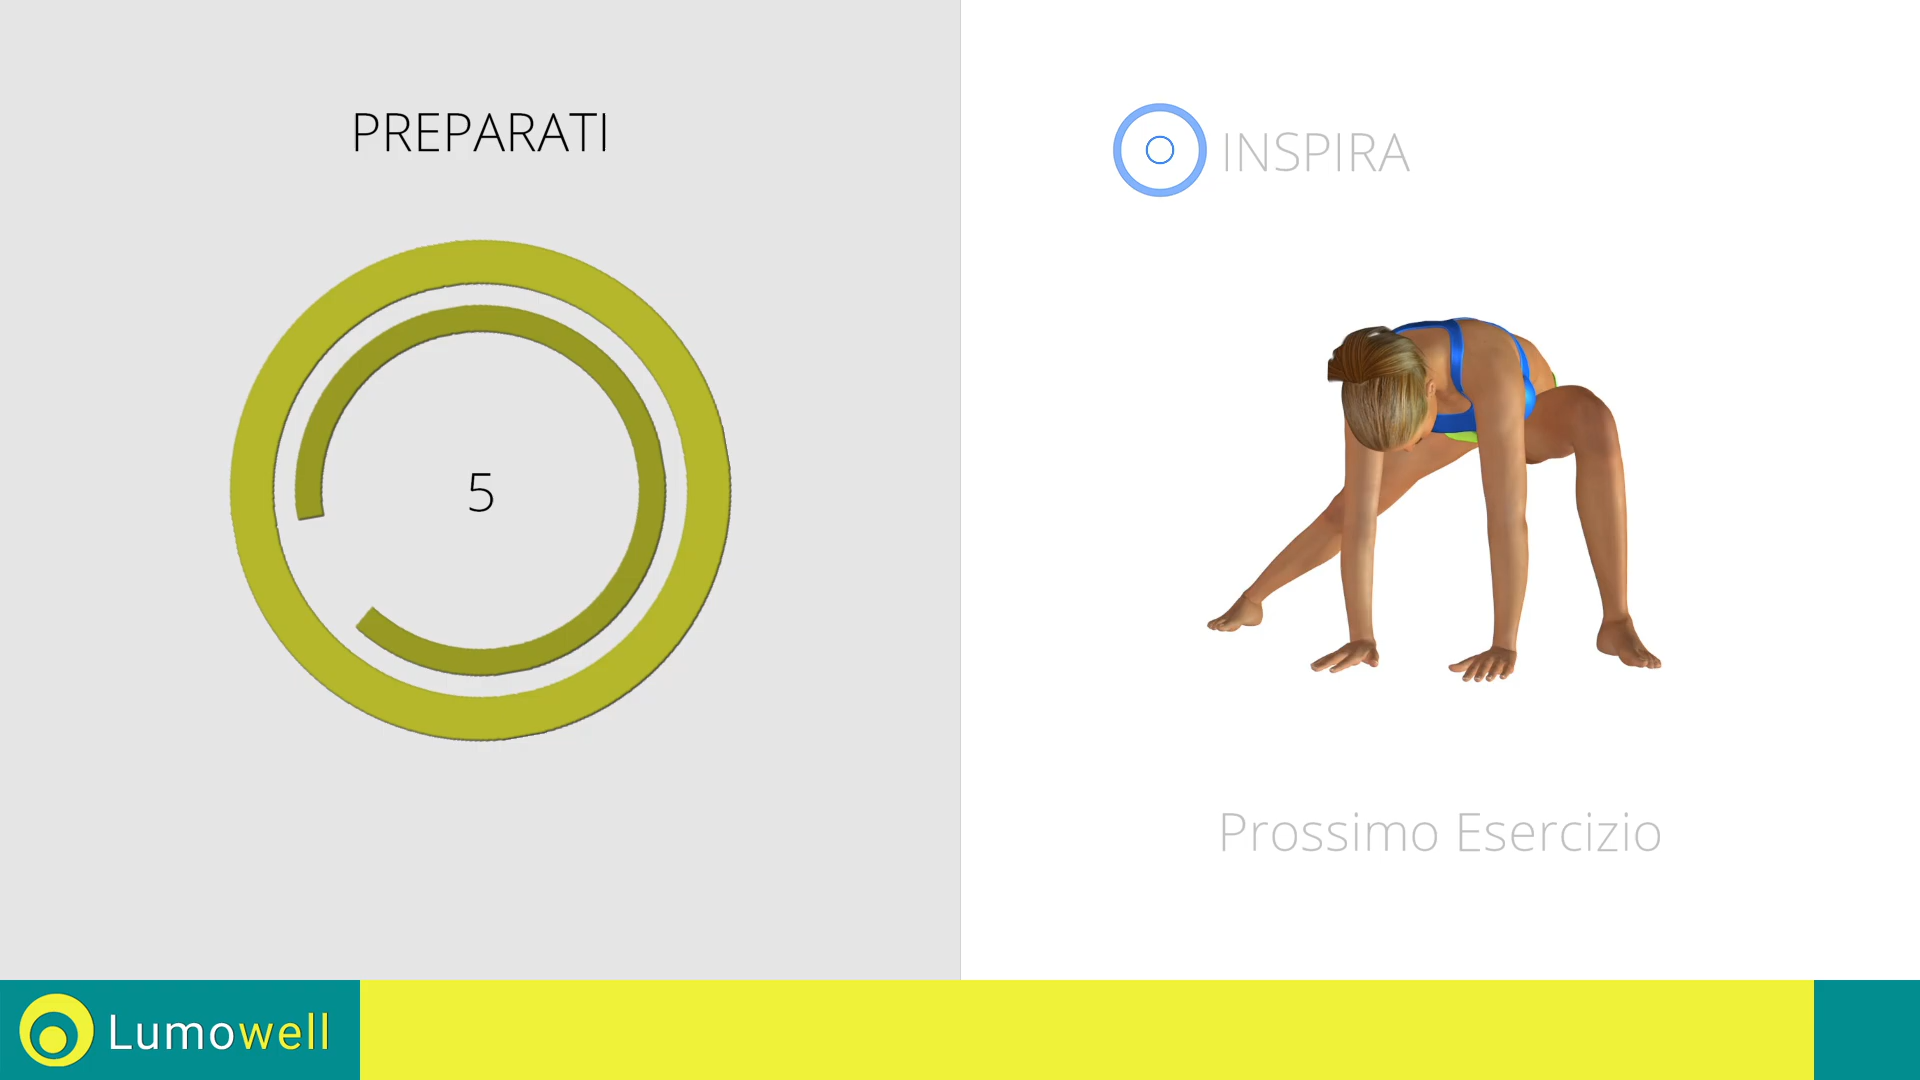 PREPARATI
5
INSPIRA
Prossimo Esercizio
Lumowell